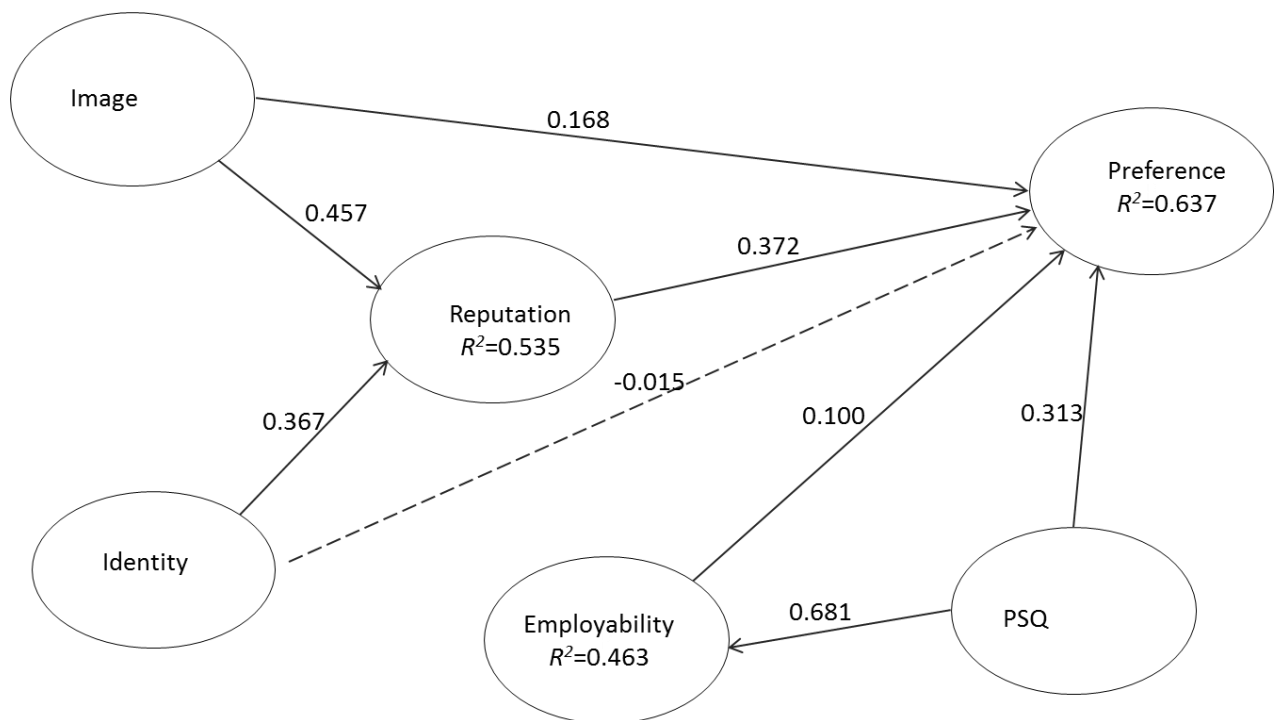 Image
0.168
Preference
R²=0.637
0.457
0.372
Reputation
R²=0.535
-0.015
0.367
0.100
0.313
Identity
Employability
R²=0.463
0.681
PSQ